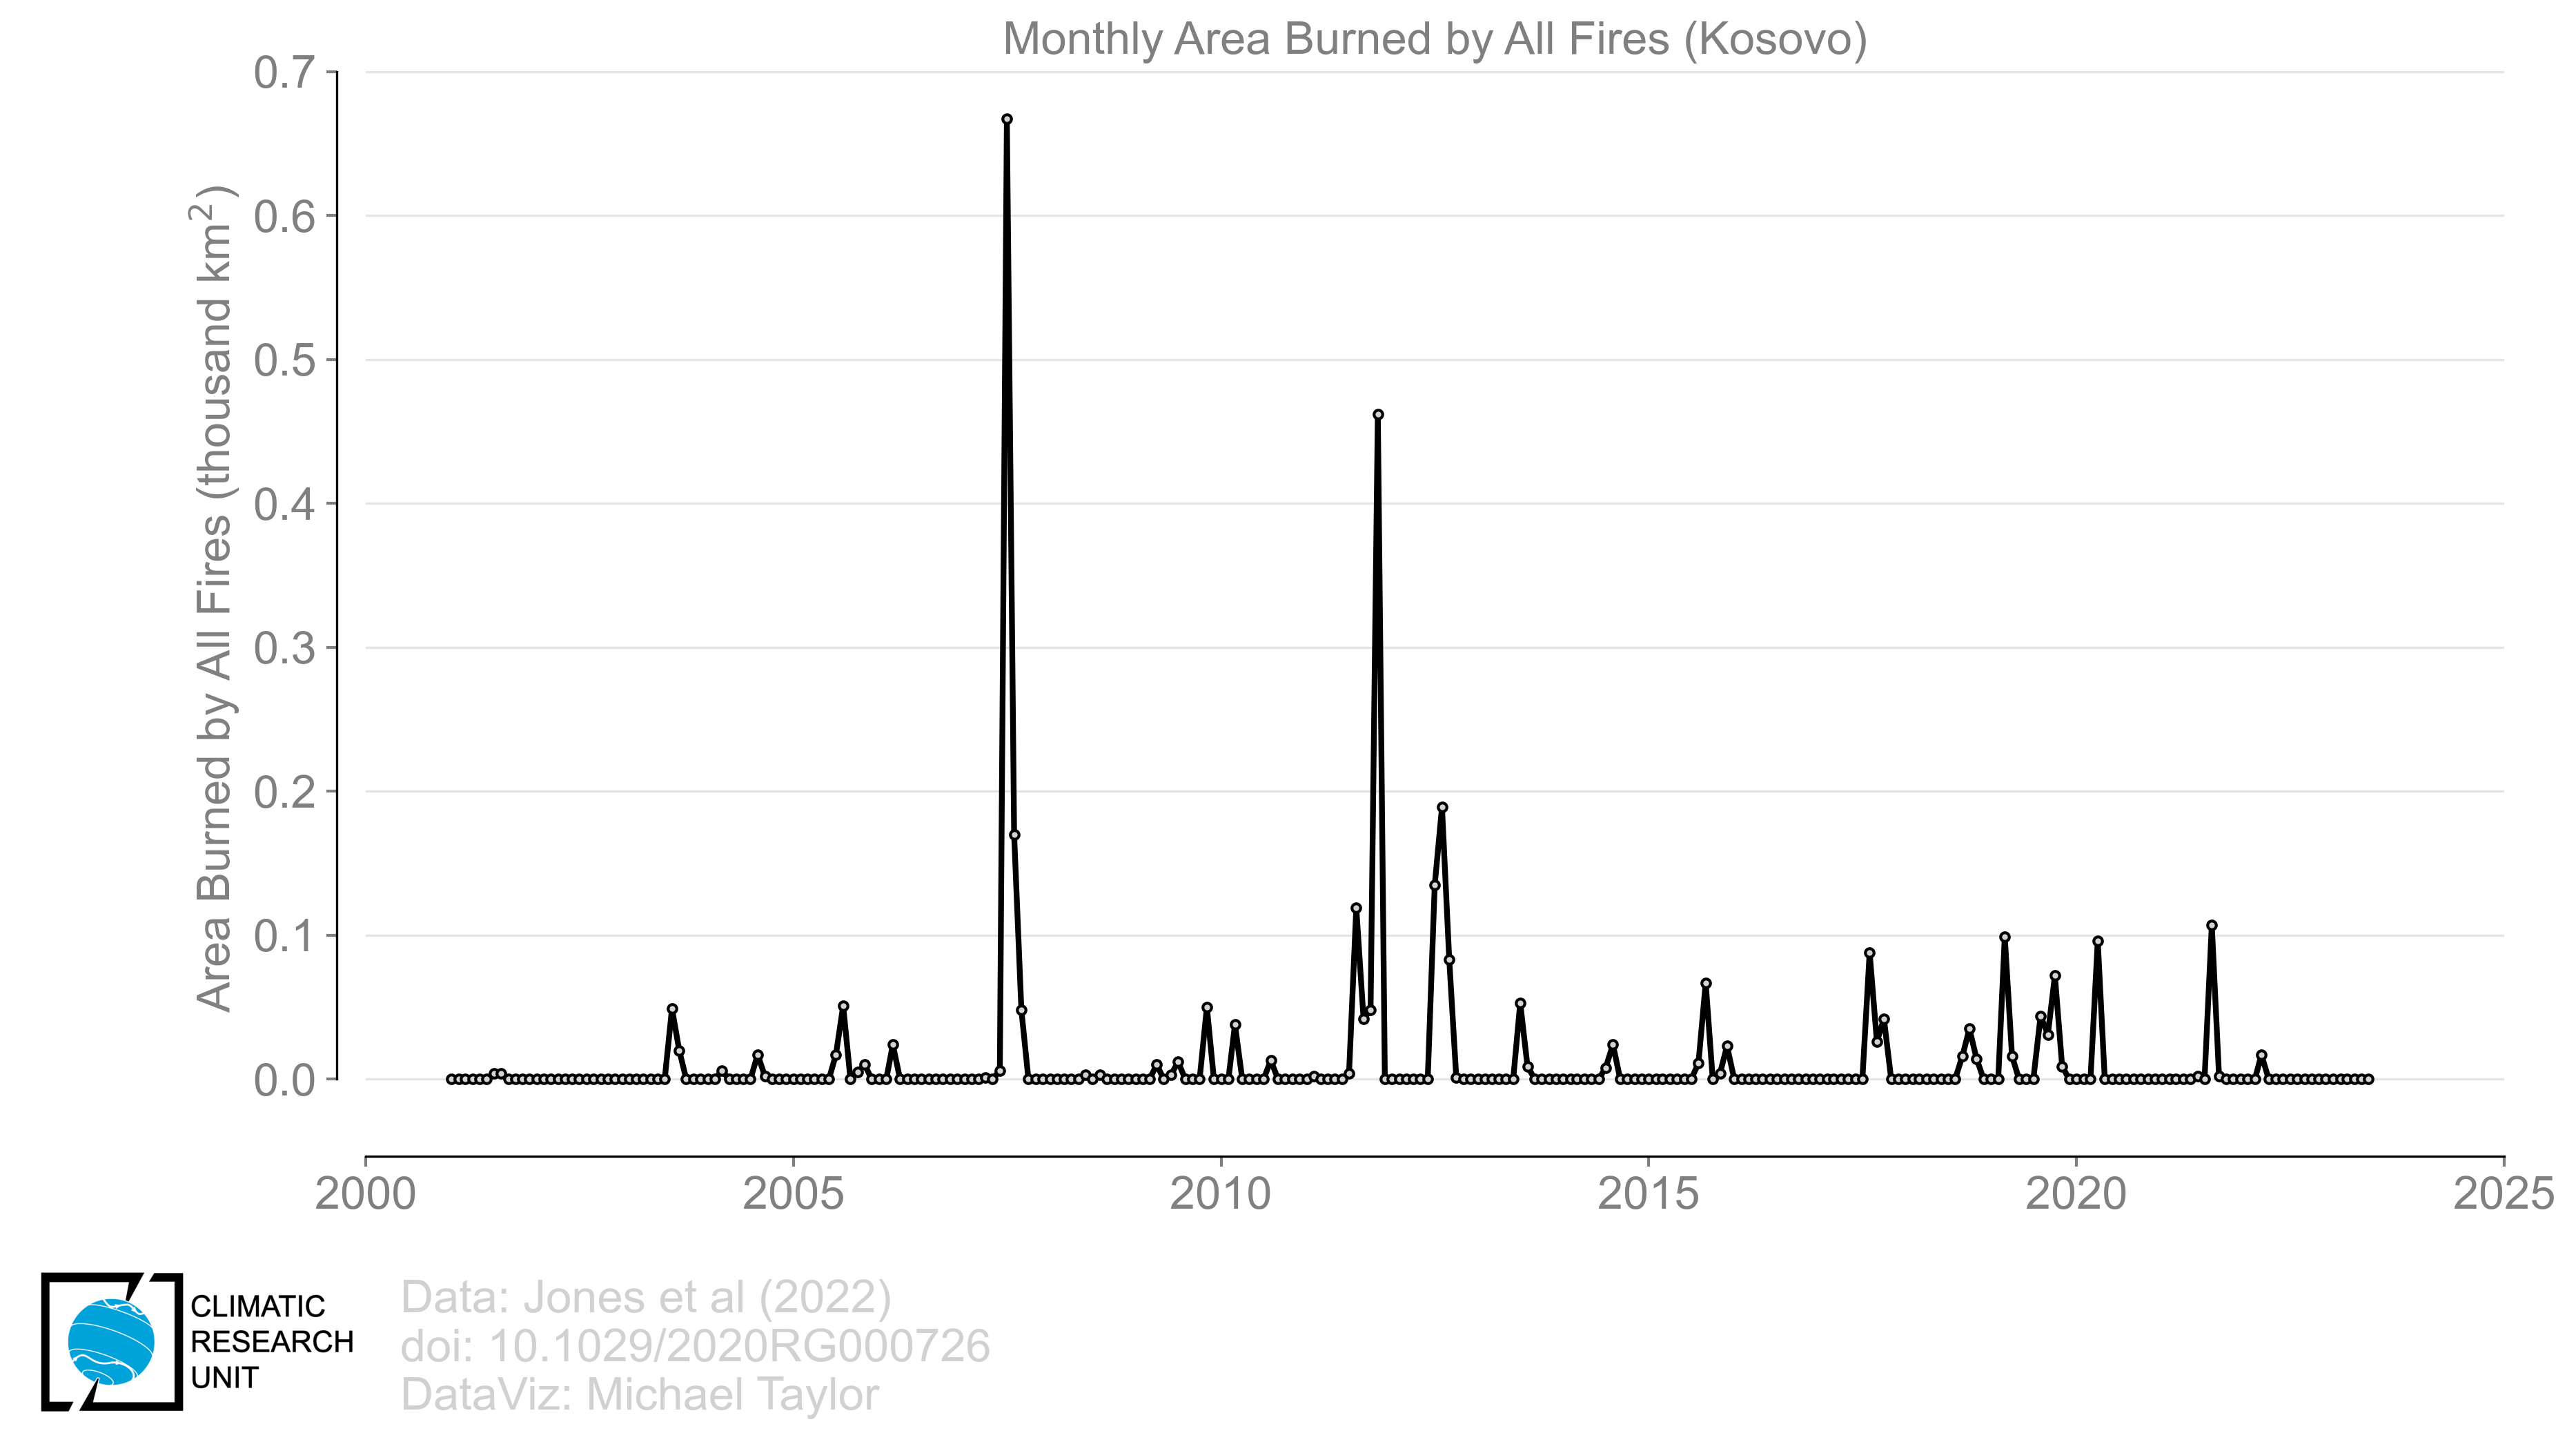 Monthly Area Burned by All Fires (Kosovo)
Area Burned by All Fires (thousand km²)
0.7
0.6
0.5
0.4
0.3
0.2
0.1
0.0
2000 2005 2010 2015 2020 2025
CLIMATIC
RESEARCH
UNIT
Data: Jones et al (2022)
doi: 10.1029/2020RG000726
DataViz: Michael Taylor